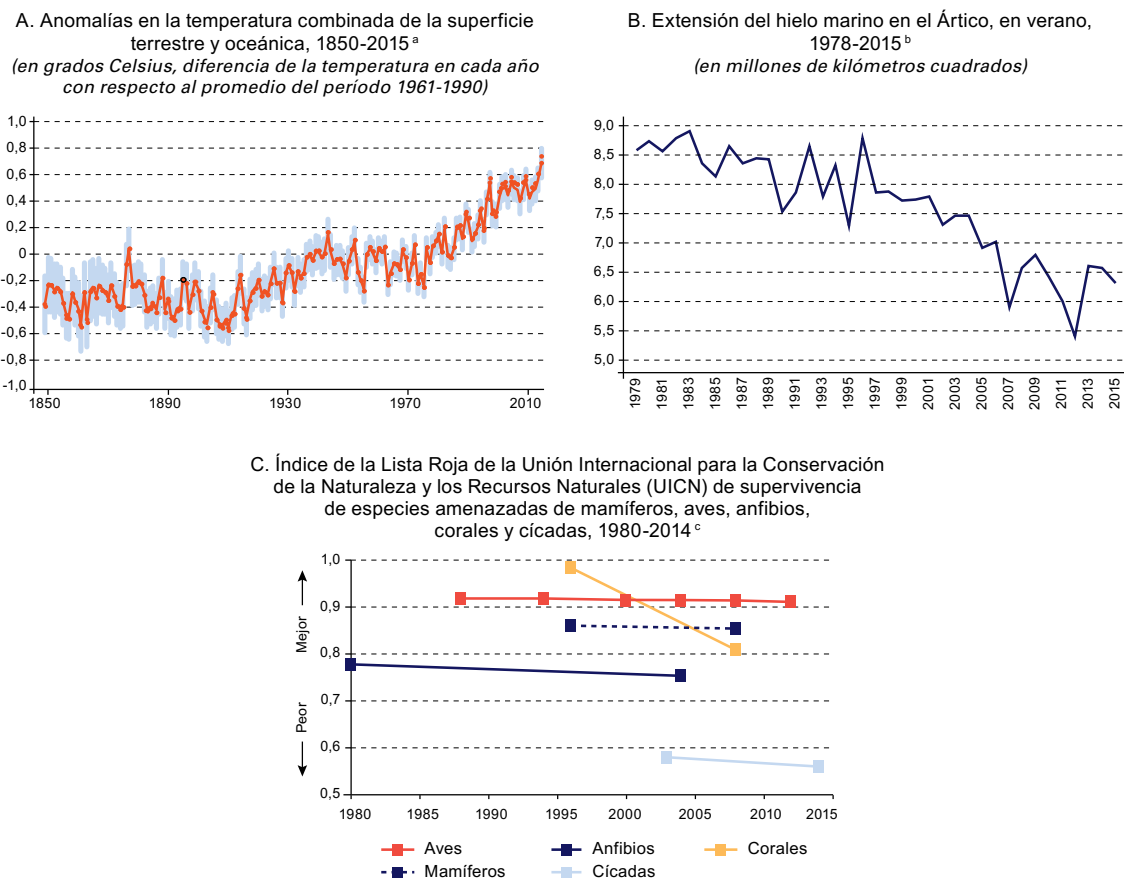 A. Anomalías en la temperatura combinada de la superficie
terrestre y oceánica, 1850-2015 a
(en grados Celsius, diferencia de la temperatura en cada año
con respecto al promedio del período 1961-1990)
1,0
0,8
0,6
0,4
0,2
0
-0,2
-0,4
-0,6
-0,8
-1,0
1850 1890 1930 1970 2010
B. Extensión del hielo marino en el Ártico, en verano,
1978-2015 b
(en millones de kilómetros cuadrados)
9,0
8,5
8,0
7,5
7,0
6,5
6,0
5,5
5,0
1979 1981 1983 1985 1987 1989 1991 1993 1995 1997 1999 2001 2003 2005 2007 2009 2011 2013 2015
C. Índice de la Lista Roja de la Unión Internacional para la Conservación
de la Naturaleza y los Recursos Naturales (UICN) de supervivencia
de especies amenazadas de mamíferos, aves, anfibios,
corales y cícadas, 1980-2014 c
Mejor
Peor
1,0
0,9
0,8
0,7
0,6
0,5
1980 1985 1990 1995 2000 2005 2010 2015
Aves Anfibios Corales
Mamíferos Cícadas